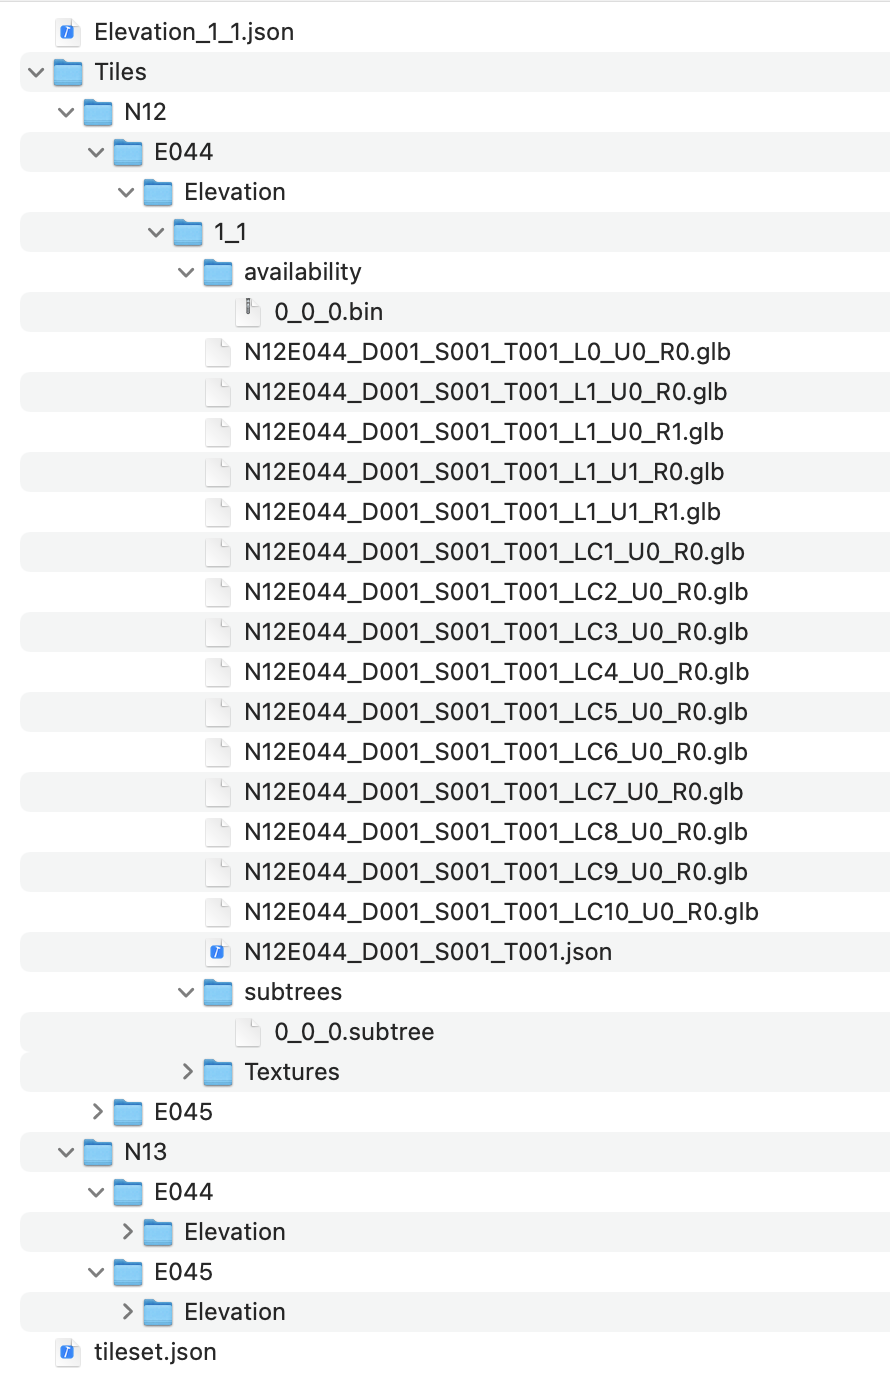 Elevation_1_1.json
Tiles
N12
E044
Elevation
1_1
availability
0_0_0.bin
N12E044_D001_S001_T001_L0_U0_R0.glb
N12E044_D001_S001_T001_L1_U0_R0.glb
N12E044_D001_S001_T001_L1_U0_R1.glb
N12E044_D001_S001_T001_L1_U1_R0.glb
N12E044_D001_S001_T001_L1_U1_R1.glb
N12E044_D001_S001_T001_LC1_U0_R0.glb
N12E044_D001_S001_T001_LC2_U0_R0.glb
N12E044_D001_S001_T001_LC3_U0_R0.glb
N12E044_D001_S001_T001_LC4_U0_R0.glb
N12E044_D001_S001_T001_LC5_U0_R0.glb
N12E044_D001_S001_T001_LC6_U0_R0.glb
N12E044_D001_S001_T001_LC7_U0_R0.glb
N12E044_D001_S001_T001_LC8_U0_R0.glb
N12E044_D001_S001_T001_LC9_U0_R0.glb
N12E044_D001_S001_T001_LC10_U0_R0.glb
N12E044_D001_S001_T001.json
subtrees
0_0_0.subtree
Textures
E045
N13
E044
Elevation
E045
Elevation
tileset.json